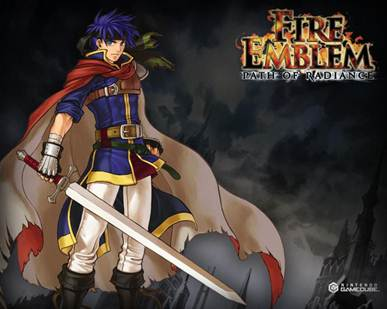 FIRE
EMBLEM
PATH OF RADIANCE
NINTENDO
GAMECUBE